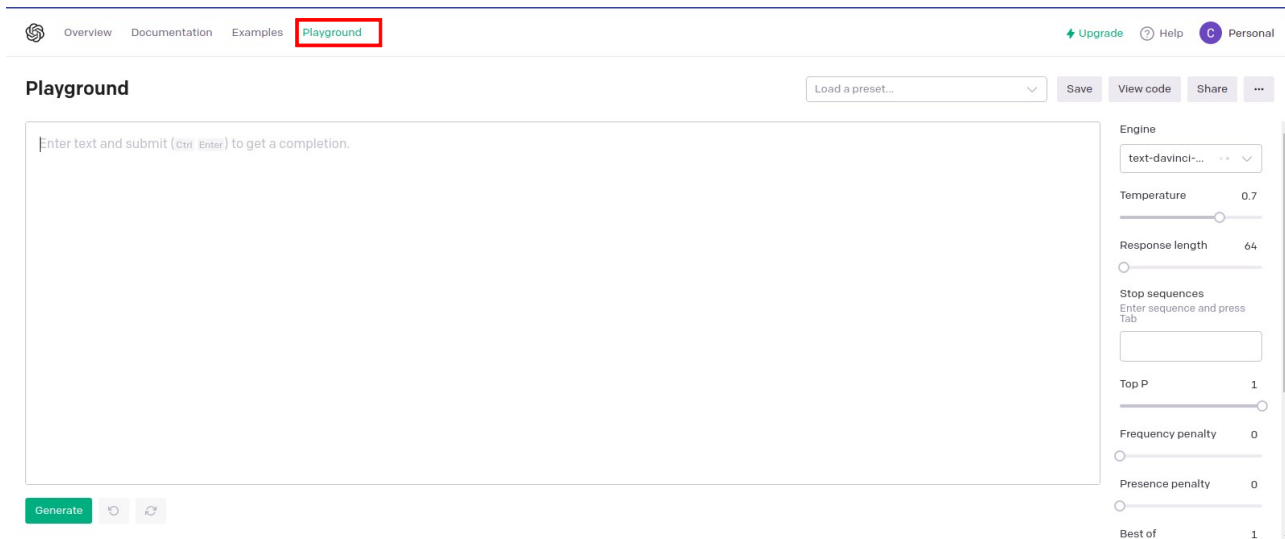 Overview Documentation Examples Playground
Upgrade Help C Personal
Playground
Load a preset...
Save View code Share ...
Enter text and submit (Ctrl Enter) to get a completion.
Engine
text-davinci-...
Temperature 0.7
Response length 64
Stop sequences
Enter sequence and press
Tab
Top P 1
Frequency penalty 0
Presence penalty 0
Best of 1
Generate